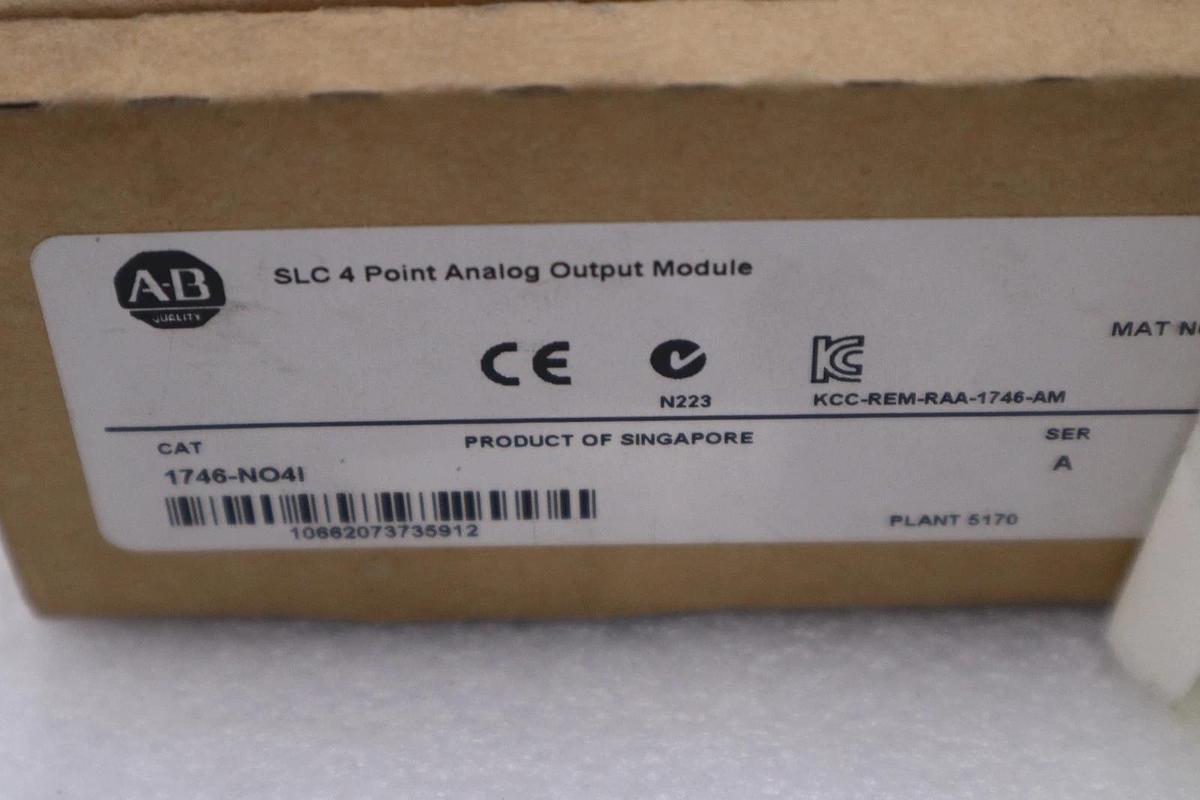 A-B
QUALITY
SLC 4 Point Analog Output Module
CE
N223
KC
KCC-REM-RAA-1746-AM
MAT
CAT
1746-NO4I
10662073735912
PRODUCT OF SINGAPORE
SER
A
PLANT 5170